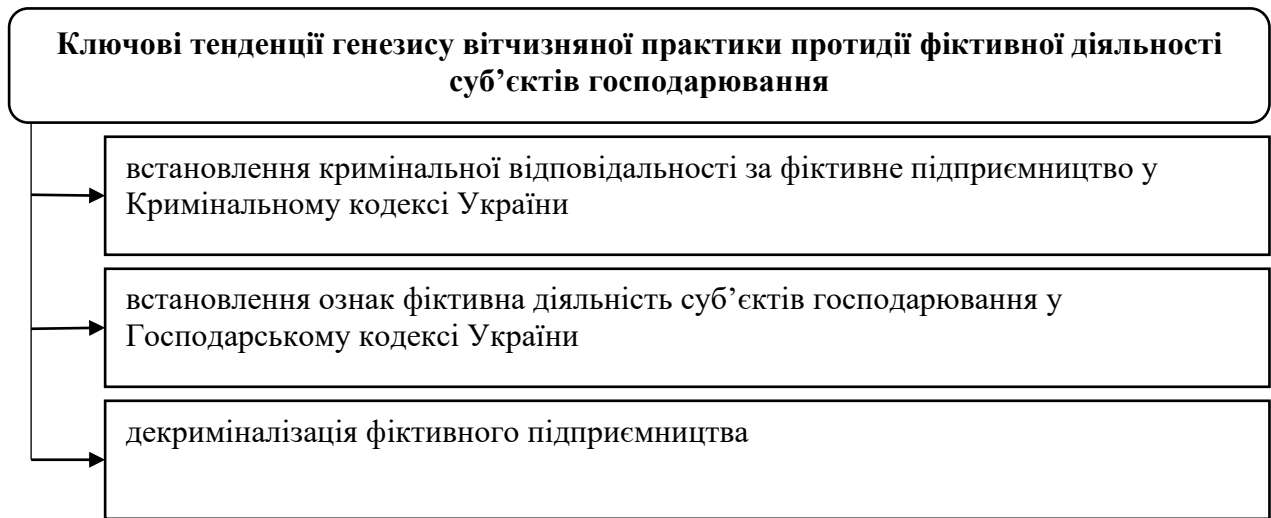 Ключові тенденції генезису вітчизняної практики протидії фіктивної діяльності
суб’єктів господарювання
встановлення кримінальної відповідальності за фіктивне підприємництво у
Кримінальному кодексі України
встановлення ознак фіктивна діяльність суб’єктів господарювання у
Господарському кодексі України
декриміналізація фіктивного підприємництва